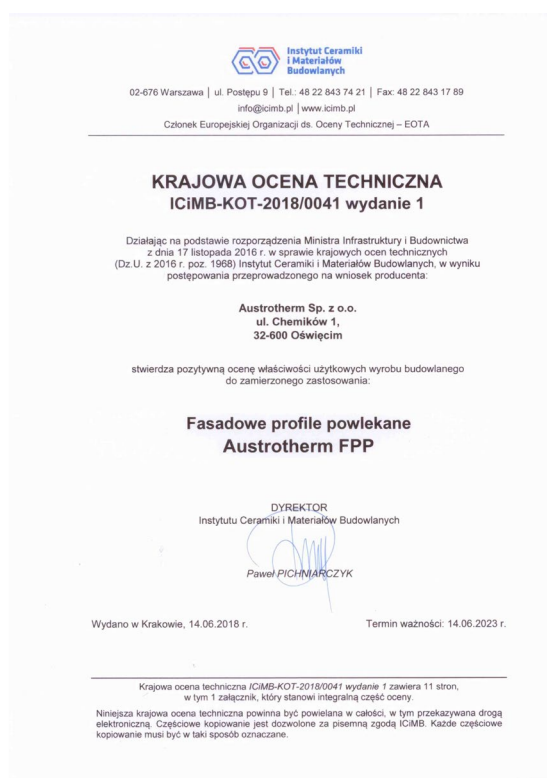 Instytut Ceramiki
i Materiałów
Budowlanych
02-676 Warszawa | ul. Postępu 9 | Tel.: 48 22 843 74 21 | Fax: 48 22 843 17 89
info@icimb.pl | www.icimb.pl
Członek Europejskiej Organizacji ds. Oceny Technicznej – EOTA
KRAJOWA OCENA TECHNICZNA
ICiMB-KOT-2018/0041 wydanie 1
Działając na podstawie rozporządzenia Ministra Infrastruktury i Budownictwa
z dnia 17 listopada 2016 r. w sprawie krajowych ocen technicznych
(Dz.U. z 2016 r. poz. 1968) Instytut Ceramiki i Materiałów Budowlanych, w wyniku
postępowania przeprowadzonego na wniosek producenta:
Austrotherm Sp. z o.o.
ul. Chemików 1,
32-600 Oświęcim
stwierdza pozytywną ocenę właściwości użytkowych wyrobu budowlanego
do zamierzonego zastosowania:
Fasadowe profile powlekane
Austrotherm FPP
DYREKTOR
Instytutu Ceramiki i Materiałów Budowlanych
Paweł PICHNIARCZYK
Wydano w Krakowie, 14.06.2018 r.
Termin ważności: 14.06.2023 r.
Krajowa ocena techniczna ICiMB-KOT-2018/0041 wydanie 1 zawiera 11 stron,
w tym 1 załącznik, który stanowi integralną część oceny.
Niniejsza krajowa ocena techniczna powinna być powielana w całości, w tym przekazywana drogą
elektroniczną. Częściowe kopiowanie jest dozwolone za pisemną zgodą ICiMB. Każde częściowe
kopiowanie musi być w taki sposób oznaczane.